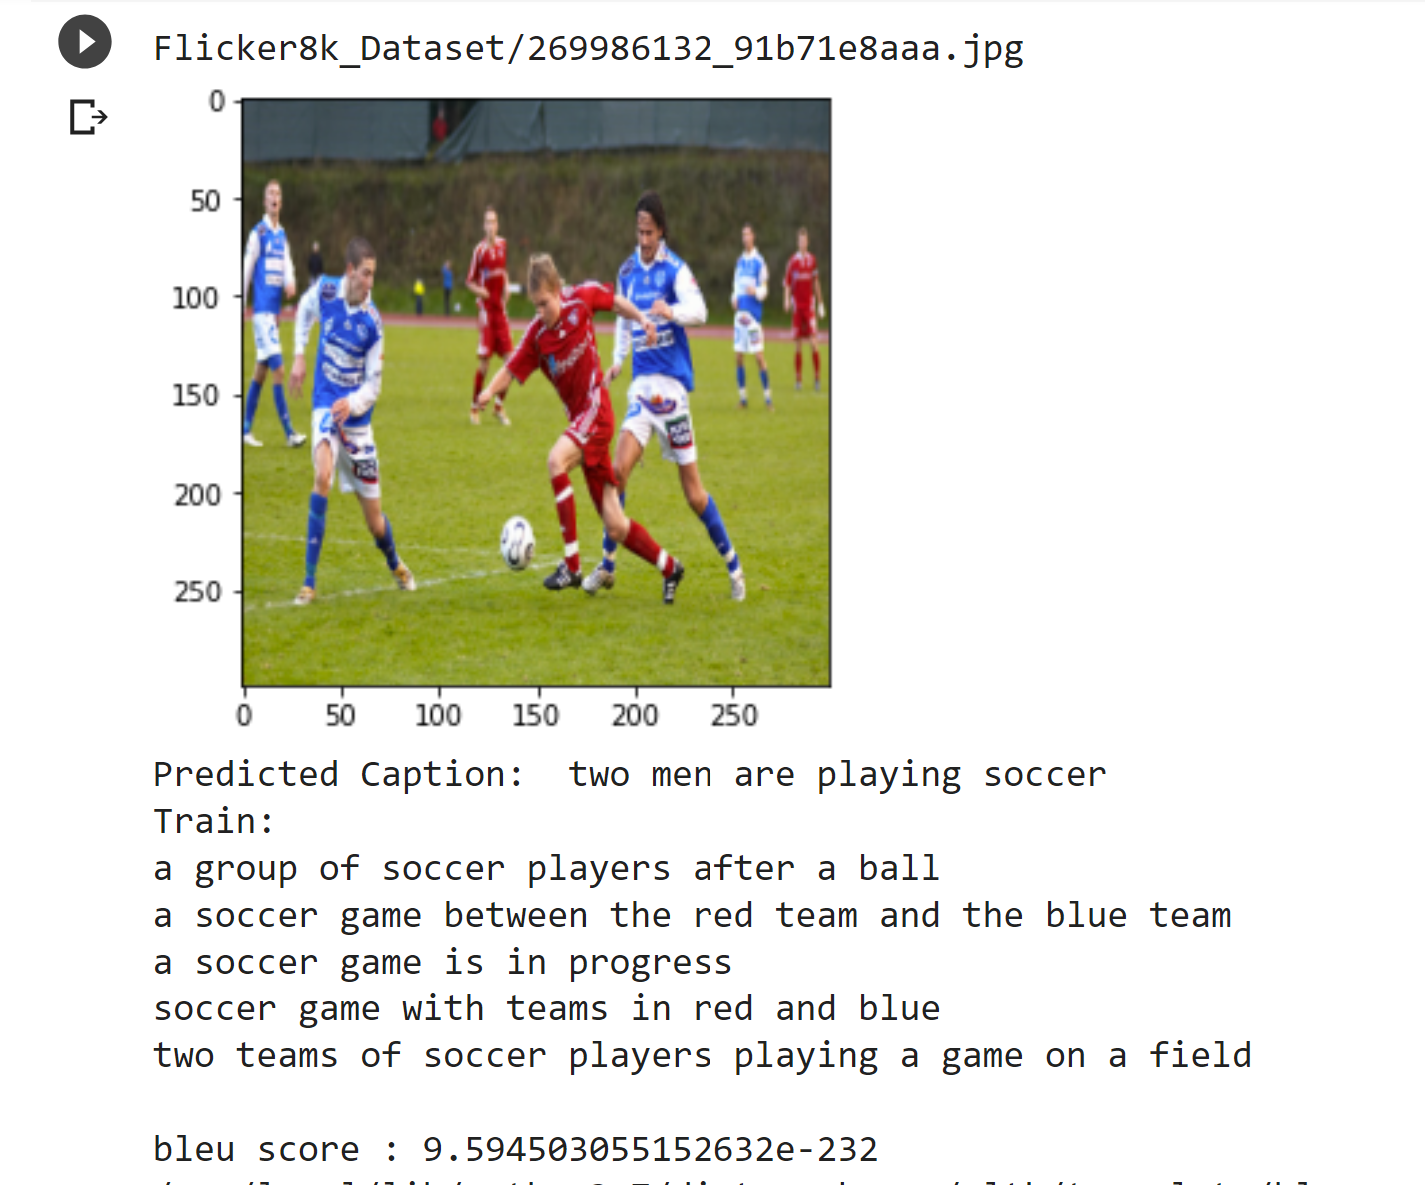 Flicker8k_Dataset/269986132_91b71e8aaa.jpg
0
50
100
150
200
250
0 50 100 150 200 250
Predicted Caption:  two men are playing soccer
Train:
a group of soccer players after a ball
a soccer game between the red team and the blue team
a soccer game is in progress
soccer game with teams in red and blue
two teams of soccer players playing a game on a field
bleu score : 9.594503055152632e-232